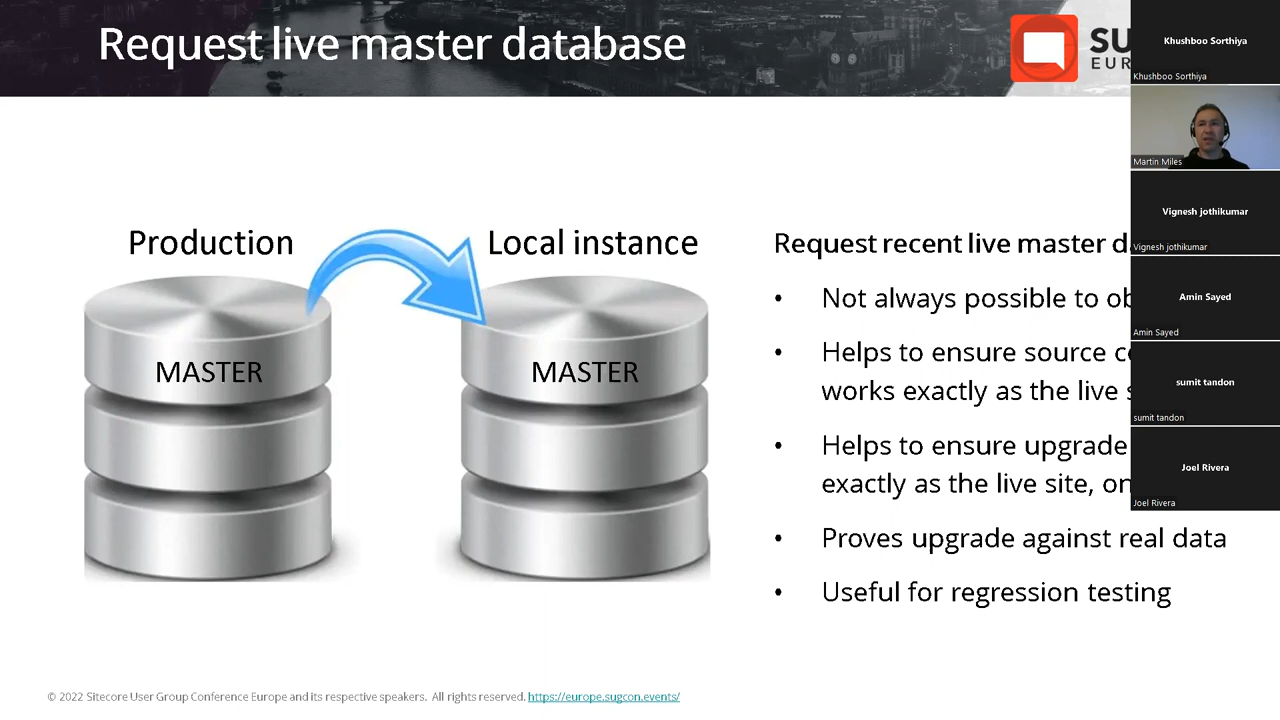 Request live master database
SU
EUR
Production
Local instance
MASTER
MASTER
Request recent live master
• Not always possible to
• Helps to ensure source
works exactly as the live
• Helps to ensure upgrade
exactly as the live site,
• Proves upgrade against real data
• Useful for regression testing
© 2022 Sitecore User Group Conference Europe and its respective speakers. All rights reserved. https://europe.sugcon.events/
Khushboo Sorthiya
Khushboo Sorthiya
Martin Miles
Vignesh jothikumar
Vignesh jothikumar
Amin Sayed
Amin Sayed
sumit tandon
sumit tandon
Joel Rivera
Joel Rivera